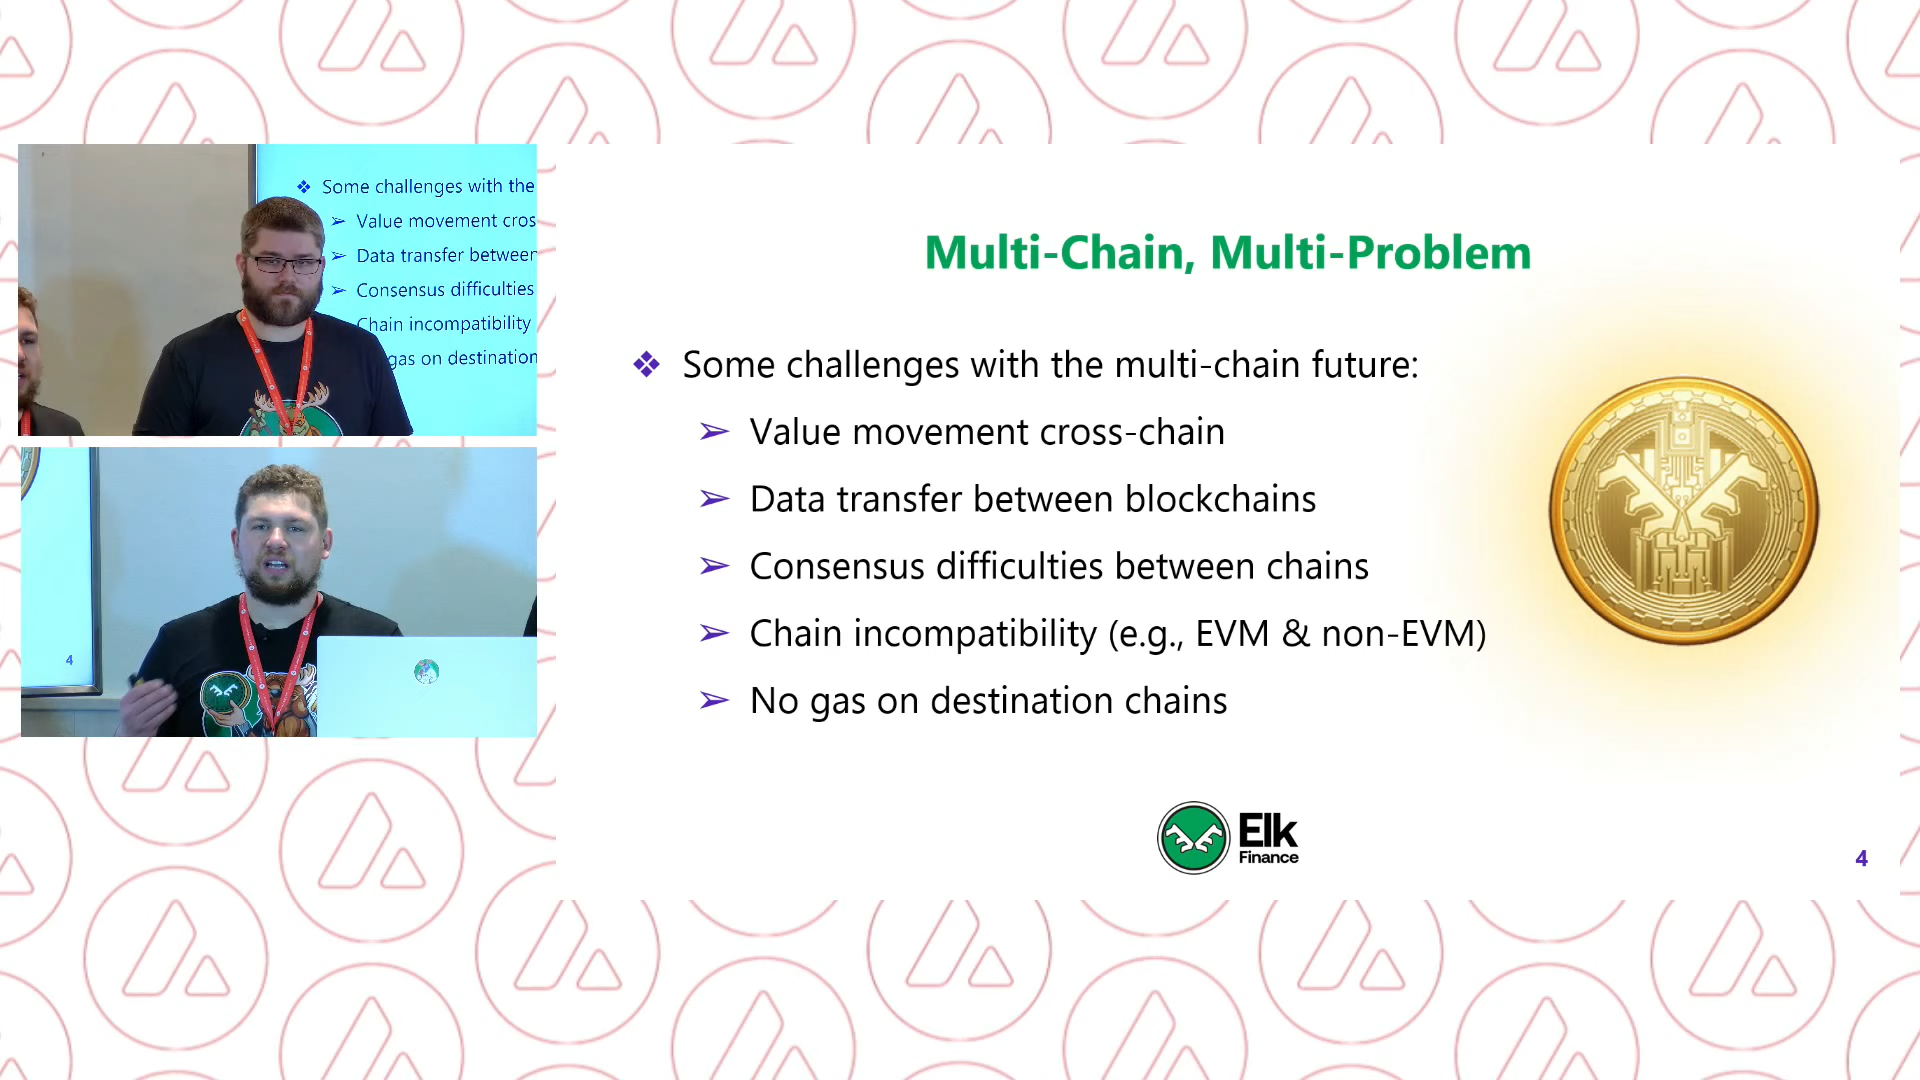 Some challenges with the
Value movement cros
Data transfer between
Consensus difficulties
Chain incompatibility
gas on destination
4
Multi-Chain, Multi-Problem
Some challenges with the multi-chain future:
Value movement cross-chain
Data transfer between blockchains
Consensus difficulties between chains
Chain incompatibility (e.g., EVM & non-EVM)
No gas on destination chains
Elk
Finance
4